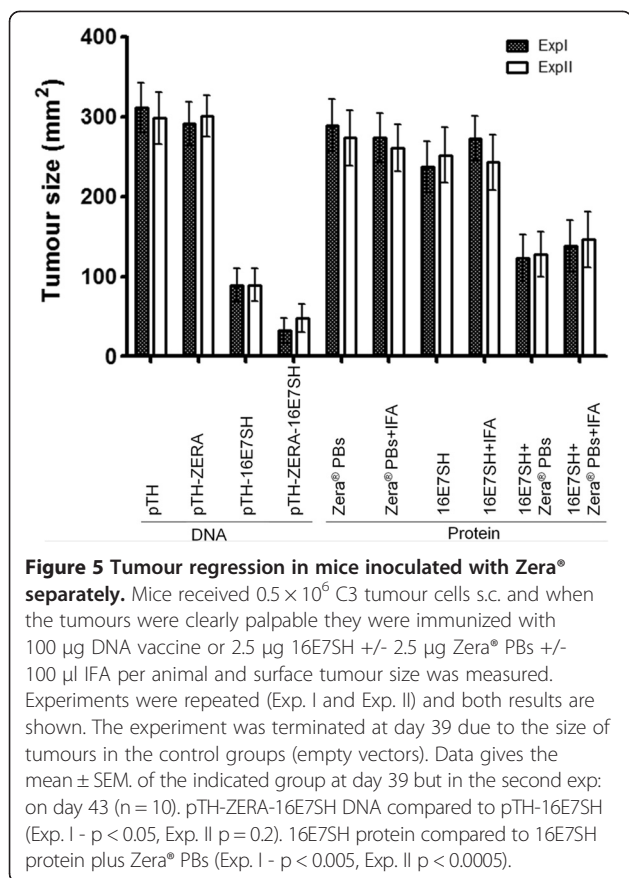 400
300
200
100
0
Tumour size (mm²)
ExpI
ExpII
pTH
pTH-ZERA
pTH-16E7SH
pTH-ZERA-16E7SH
Zera® PBs
Zera® PBs+IFA
16E7SH
16E7SH+IFA
16E7SH+
Zera® PBs
16E7SH+
Zera® PBs+IFA
DNA
Protein
Figure 5 Tumour regression in mice inoculated with Zera®
separately. Mice received 0.5 × 10⁶ C3 tumour cells s.c. and when
the tumours were clearly palpable they were immunized with
100 μg DNA vaccine or 2.5 μg 16E7SH +/- 2.5 μg Zera® PBs +/-
100 μl IFA per animal and surface tumour size was measured.
Experiments were repeated (Exp. I and Exp. II) and both results are
shown. The experiment was terminated at day 39 due to the size of
tumours in the control groups (empty vectors). Data gives the
mean ± SEM. of the indicated group at day 39 but in the second exp:
on day 43 (n = 10). pTH-ZERA-16E7SH DNA compared to pTH-16E7SH
(Exp. I - p < 0.05, Exp. II p = 0.2). 16E7SH protein compared to 16E7SH
protein plus Zera® PBs (Exp. I - p < 0.005, Exp. II p < 0.0005).